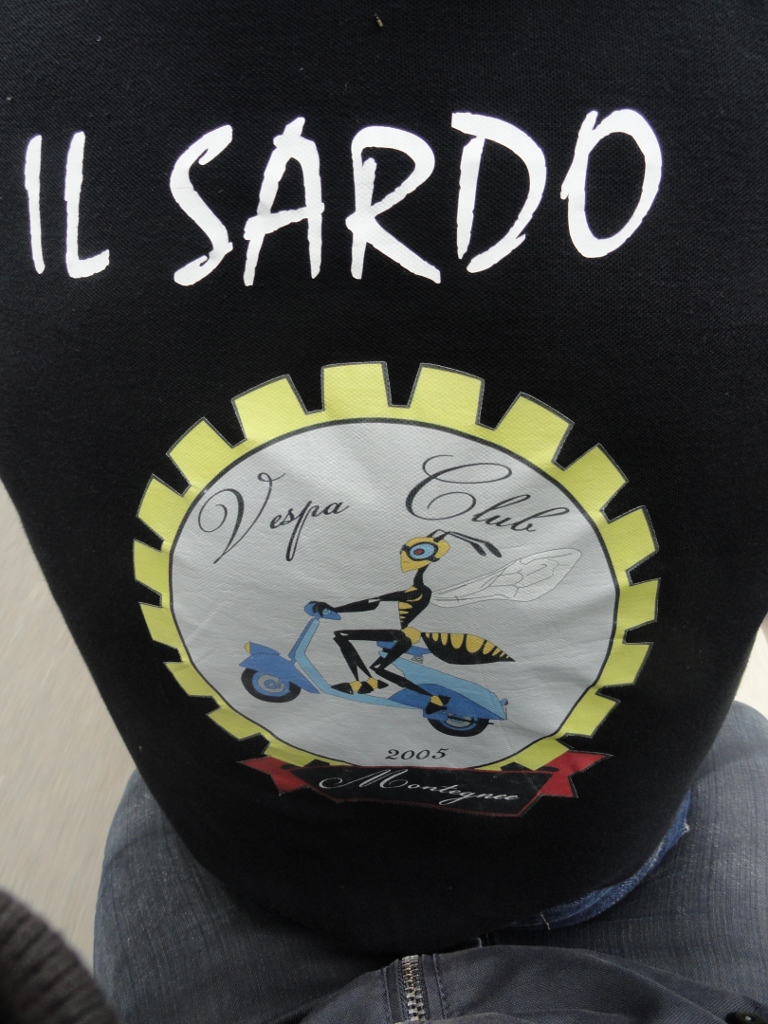 IL SARDO
Vespa Club
2005
Montegnee